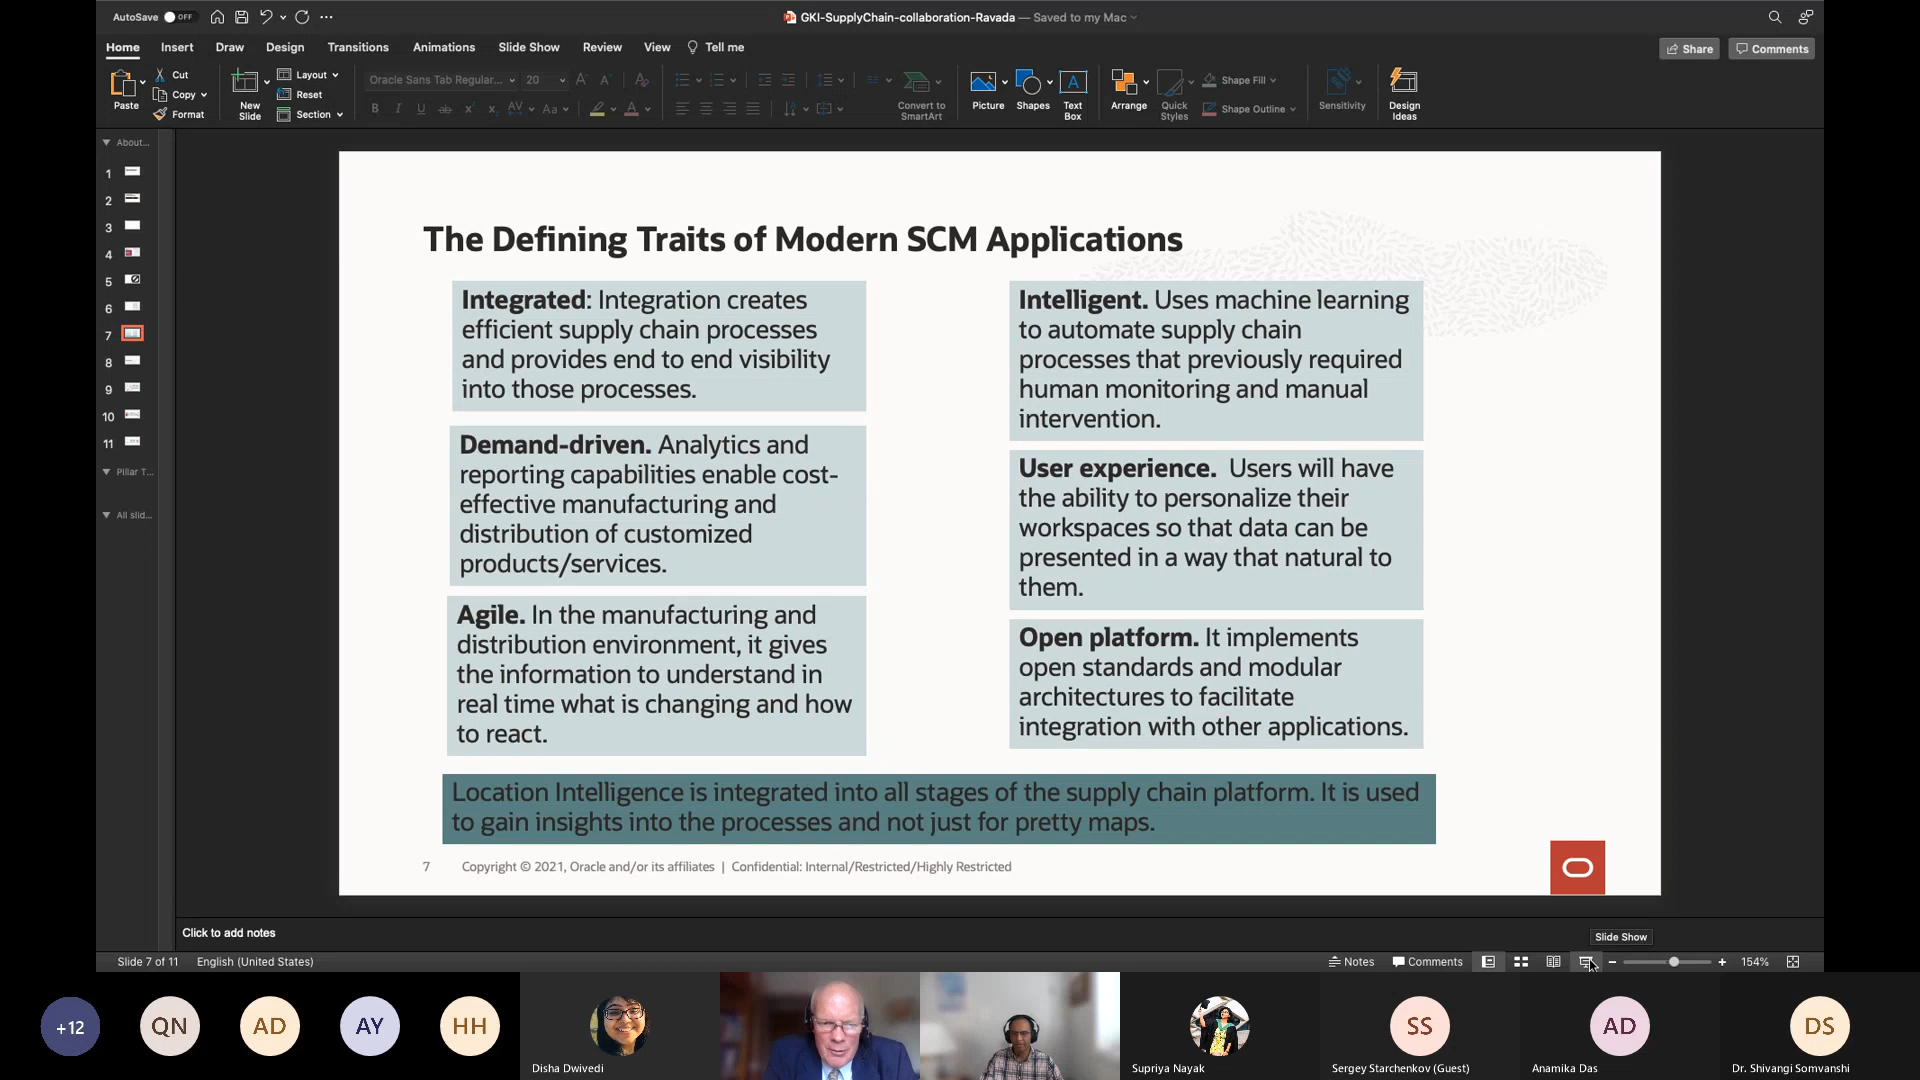 AutoSave OFF
GKI-SupplyChain-collaboration-Ravada — Saved to my Mac
Home Insert Draw Design Transitions Animations Slide Show Review View Tell me
Share Comments
Paste
Cut
Copy
Format
New Slide
Layout
Reset
Section
Oracle Sans Tab Regular... 20
Convert to SmartArt
Picture
Shapes
Text Box
Arrange
Quick Styles
Shape Fill
Shape Outline
Sensitivity
Design Ideas
About...
1
2
3
4
5
6
7
8
9
10
11
Pillar T...
All slid...
The Defining Traits of Modern SCM Applications
Integrated: Integration creates
efficient supply chain processes
and provides end to end visibility
into those processes.
Demand-driven. Analytics and
reporting capabilities enable cost-
effective manufacturing and
distribution of customized
products/services.
Agile. In the manufacturing and
distribution environment, it gives
the information to understand in
real time what is changing and how
to react.
Intelligent. Uses machine learning
to automate supply chain
processes that previously required
human monitoring and manual
intervention.
User experience. Users will have
the ability to personalize their
workspaces so that data can be
presented in a way that natural to
them.
Open platform. It implements
open standards and modular
architectures to facilitate
integration with other applications.
Location Intelligence is integrated into all stages of the supply chain platform. It is used
to gain insights into the processes and not just for pretty maps.
7 Copyright © 2021, Oracle and/or its affiliates | Confidential: Internal/Restricted/Highly Restricted
Click to add notes
Slide Show
Slide 7 of 11 English (United States)
Notes Comments 154%
+12 QN AD AY HH SS AD DS
Disha Dwivedi
Supriya Nayak
Sergey Starchenkov (Guest)
Anamika Das
Dr. Shivangi Somvanshi